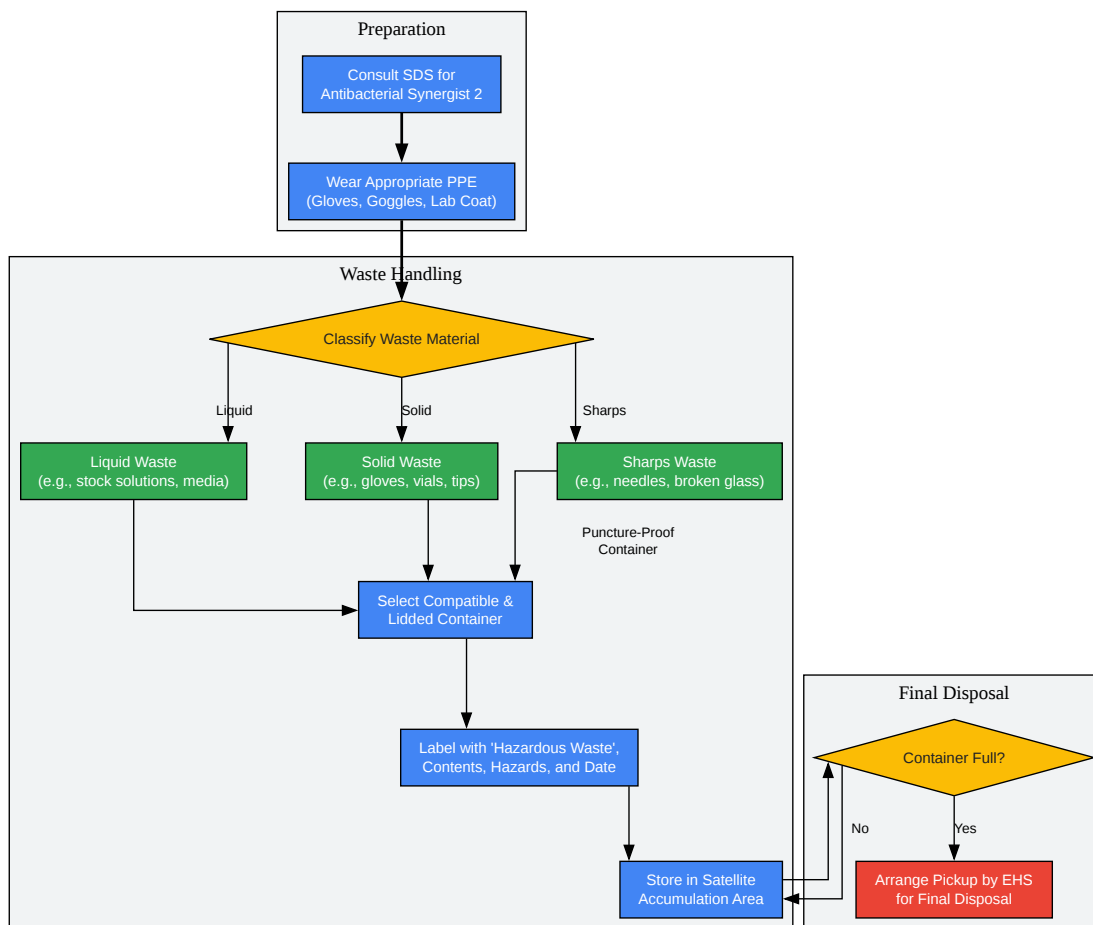 Preparation
Consult SDS for
Antibacterial Synergist 2
Wear Appropriate PPE
(Gloves, Goggles, Lab Coat)
Waste Handling
Classify Waste Material
Liquid
Solid
Sharps
Liquid Waste
(e.g., stock solutions, media)
Solid Waste
(e.g., gloves, vials, tips)
Sharps Waste
(e.g., needles, broken glass)
Puncture-Proof
Container
Select Compatible &
Lidded Container
Label with 'Hazardous Waste',
Contents, Hazards, and Date
Store in Satellite
Accumulation Area
Final Disposal
Container Full?
No
Yes
Arrange Pickup by EHS
for Final Disposal